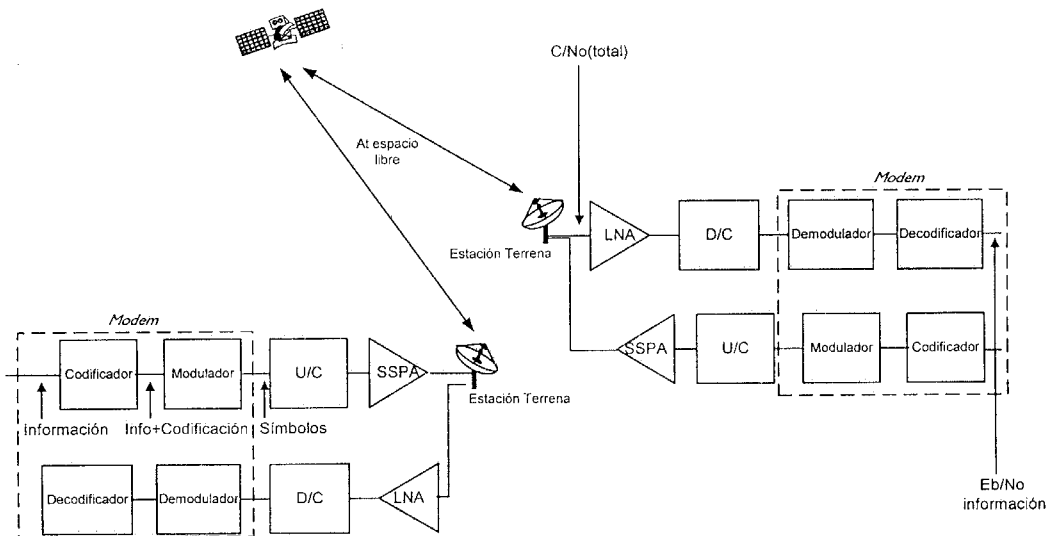 C/No(total)
At espacio
libre
Modem
LNA
D/C
Demodulador
Decodificador
Estación Terrena
SSPA
U/C
Modulador
Codificador
Modem
Codificador
Modulador
U/C
SSPA
Estación Terrena
Información
Info+Codificación
Símbolos
Decodificador
Demodulador
D/C
LNA
Eb/No
información